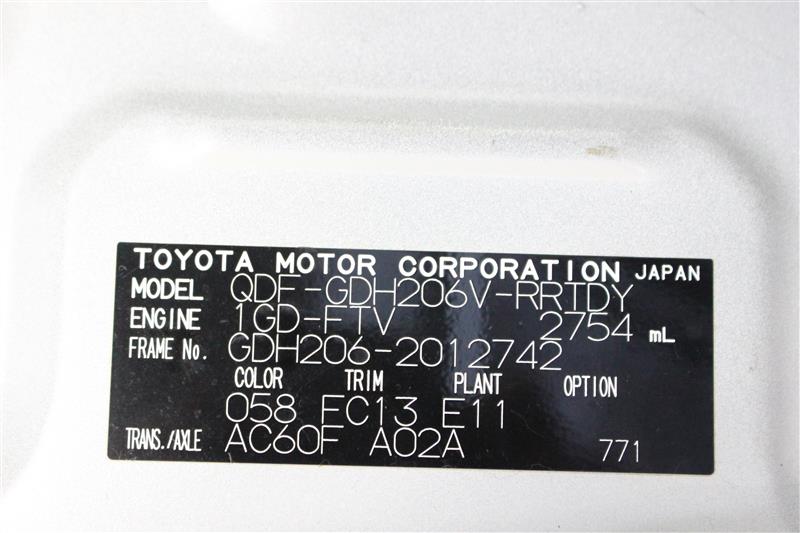 TOYOTA MOTOR CORPORATION JAPAN
MODEL QDF-GDH206V-RRTDY
ENGINE 1GD-FTV 2754 mL
FRAME No. GDH206-2012742
COLOR TRIM PLANT OPTION
058 FC13 E11
TRANS./AXLE AC60F A02A 771